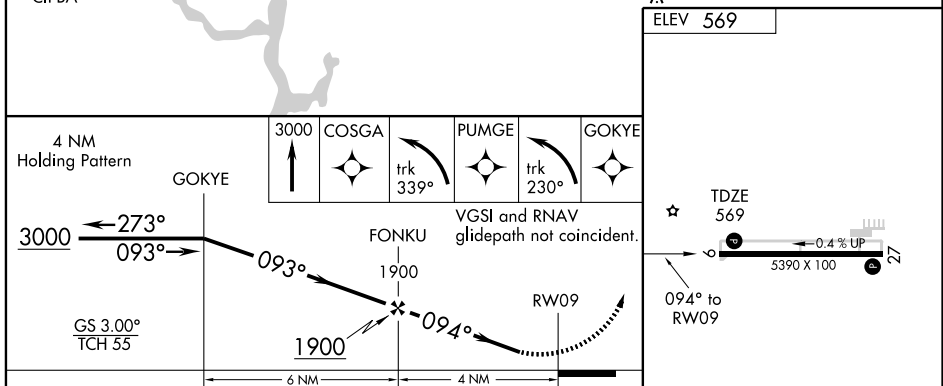 ELEV 569
4 NM
Holding Pattern
3000
COSGA
trk
339°
PUMGE
trk
230°
GOKYE
GOKYE
VGSI and RNAV
glidepath not coincident.
3000
273°
093°
093°
FONKU
1900
1900
094°
RW09
GS 3.00°
TCH 55
6 NM
4 NM
TDZE
569
P
0.4 % UP
9
27
5390 X 100
P
094° to
RW09